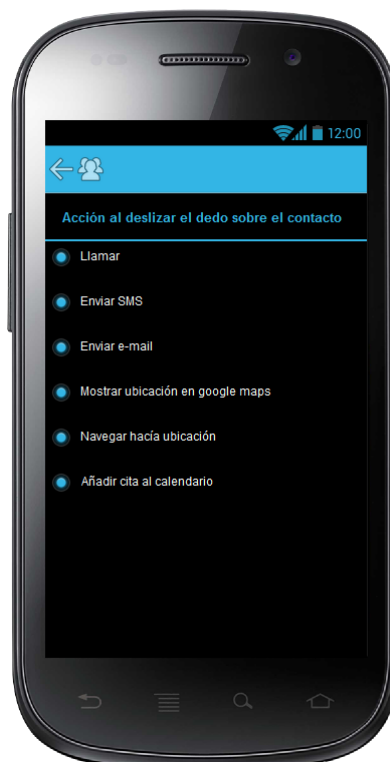 12:00
Acción al deslizar el dedo sobre el contacto
Llamar
Enviar SMS
Enviar e-mail
Mostrar ubicación en google maps
Navegar hacía ubicación
Añadir cita al calendario